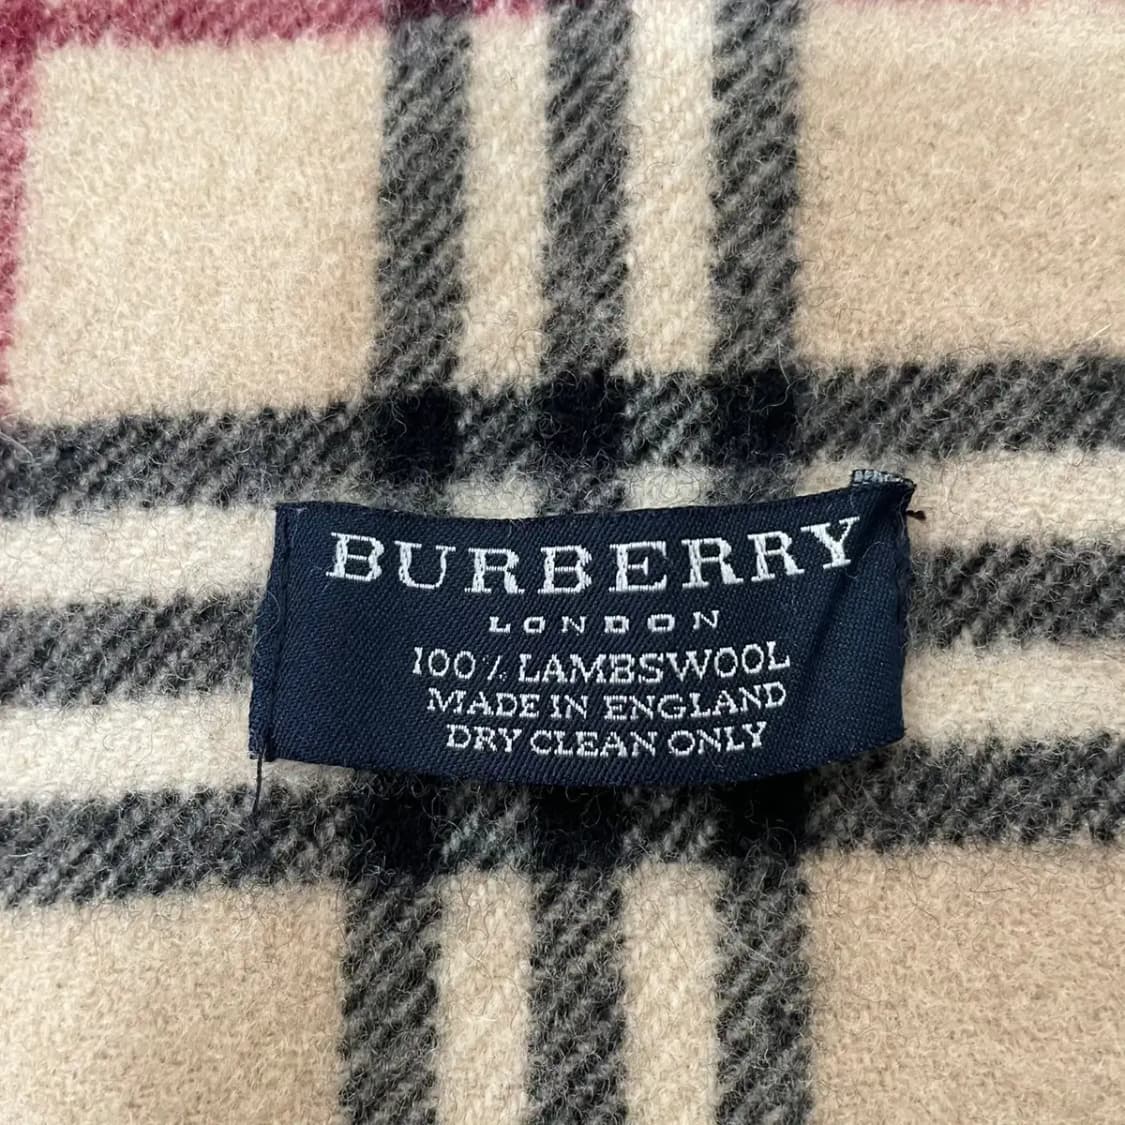 BURBERRY
LONDON
100% LAMBSWOOL
MADE IN ENGLAND
DRY CLEAN ONLY